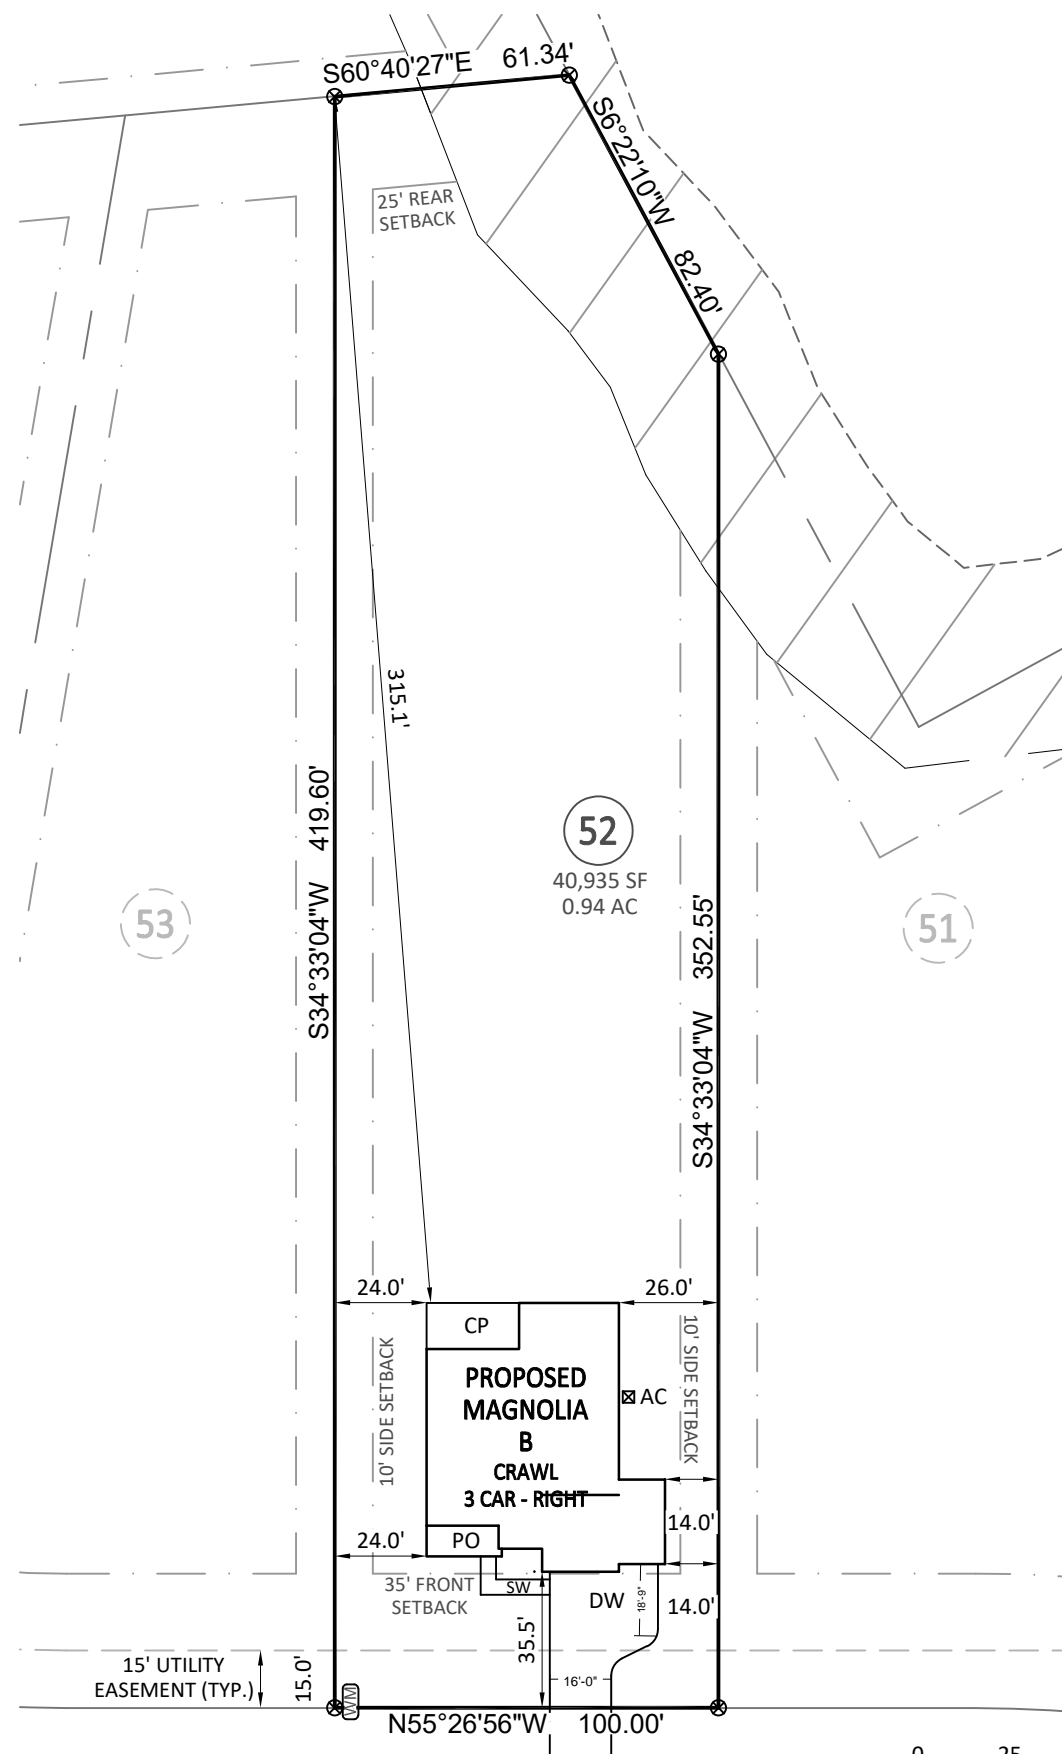 S60°40'27"E 61.34'
S6°22'10"W 82.40'
25' REAR
SETBACK
315.1'
S34°33'04"W 419.60'
52
40,935 SF
0.94 AC
53
51
S34°33'04"W 352.55'
24.0'
26.0'
CP
10' SIDE SETBACK
10' SIDE SETBACK
PROPOSED
MAGNOLIA
B
CRAWL
3 CAR - RIGHT
AC
14.0'
24.0'
PO
35' FRONT
SETBACK
SW
DW
18'-9"
14.0'
35.5'
15' UTILITY
EASEMENT (TYP.)
15.0'
WM
16'-0"
N55°26'56"W 100.00'
0 25